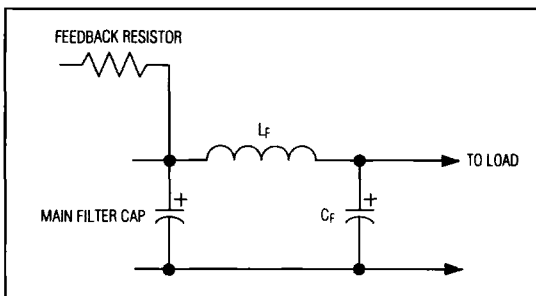 FEEDBACK RESISTOR
LF
TO LOAD
+
+
MAIN FILTER CAP
CF